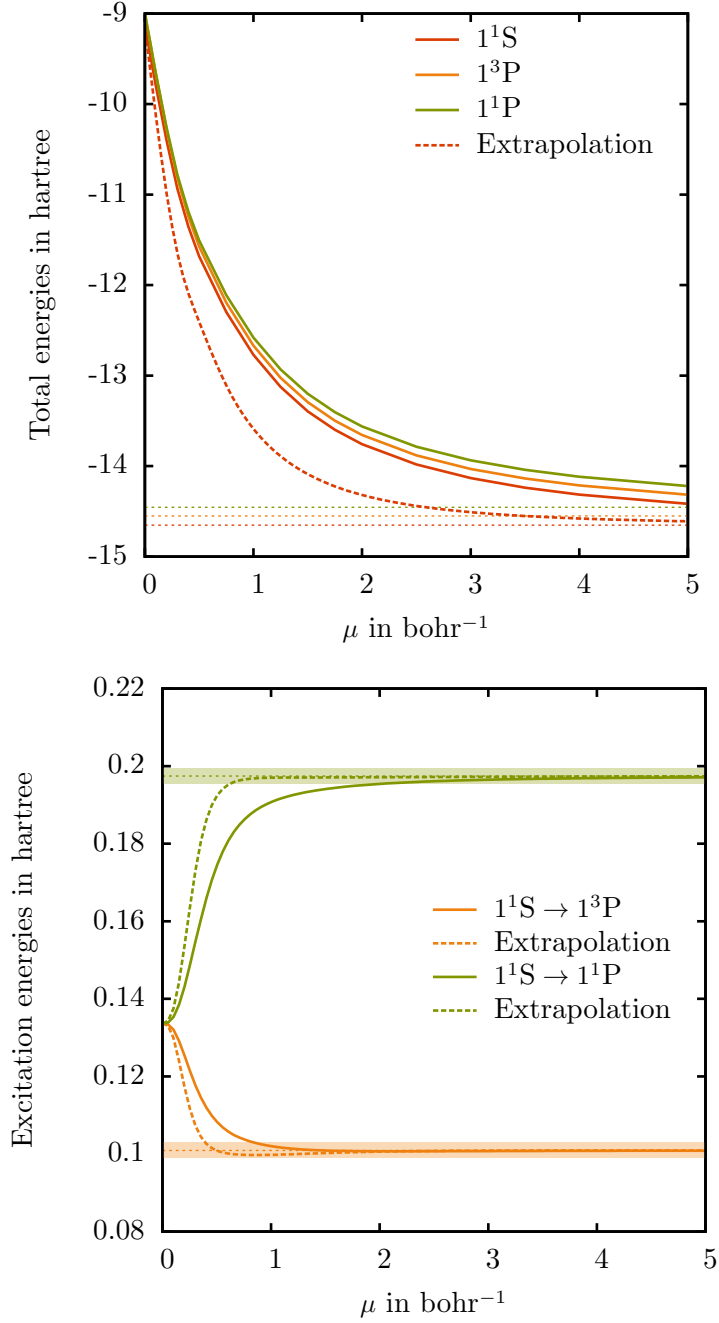 -9
-10
-11
-12
-13
-14
-15
0 1 2 3 4 5
Total energies in hartree
μ in bohr⁻¹
1¹S
1³P
1¹P
Extrapolation
0.22
0.2
0.18
0.16
0.14
0.12
0.1
0.08
0 1 2 3 4 5
Excitation energies in hartree
μ in bohr⁻¹
1¹S → 1³P
Extrapolation
1¹S → 1¹P
Extrapolation